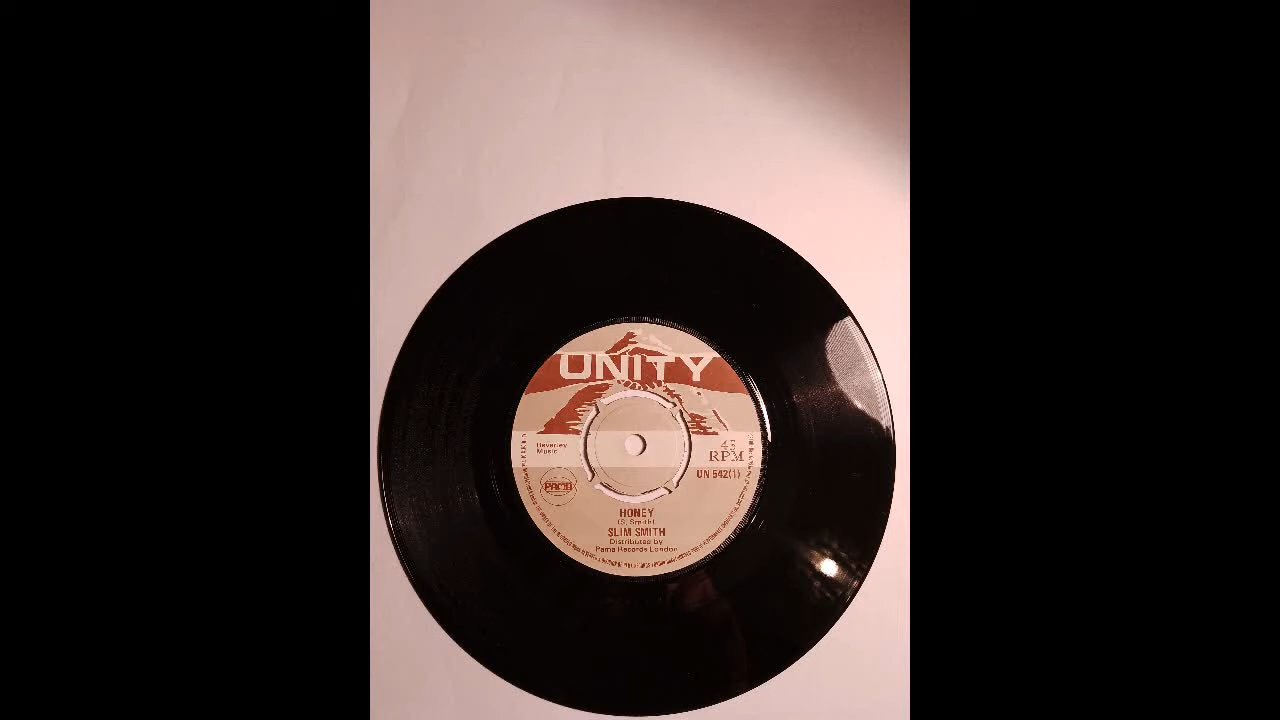 UNITY
Beverley
Music
45
RPM
UN 542(1)
PAMA
HONEY
(S. Smith)
SLIM SMITH
Distributed by
Pama Records London